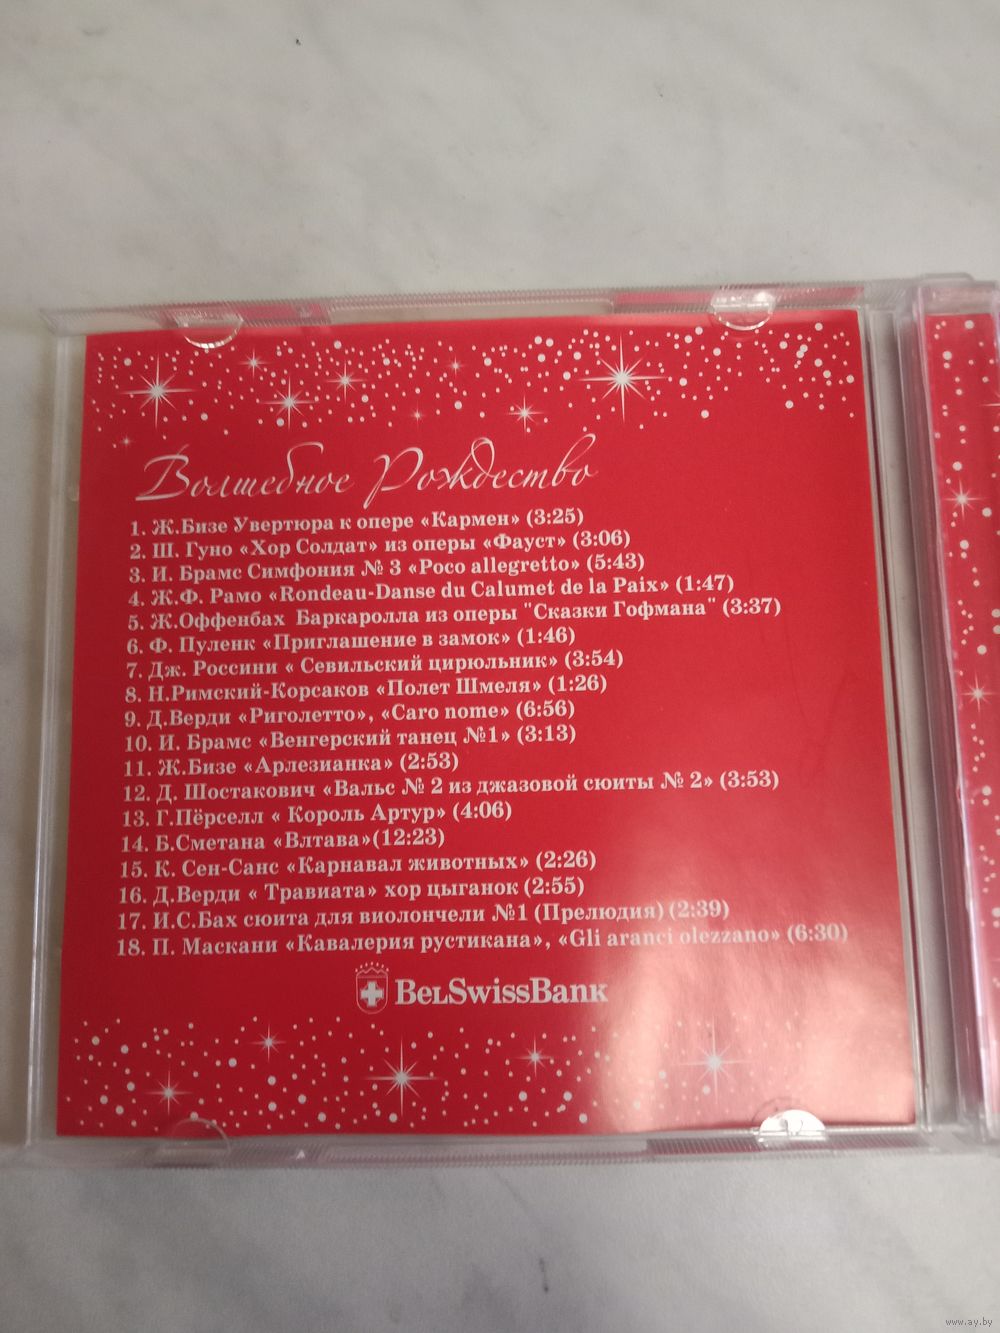 Волшебное Рождество
1. Ж.Бизе Увертюра к опере «Кармен» (3:25)
2. Ш. Гуно «Хор Солдат» из оперы «Фауст» (3:06)
3. И. Брамс Симфония № 3 «Poco allegretto» (5:43)
4. Ж.Ф. Рамо «Rondeau-Danse du Calumet de la Paix» (1:47)
5. Ж.Оффенбах Баркаролла из оперы "Сказки Гофмана" (3:37)
6. Ф. Пуленк «Приглашение в замок» (1:46)
7. Дж. Россини « Севильский цирюльник» (3:54)
8. Н.Римский-Корсаков «Полет Шмеля» (1:26)
9. Д.Верди «Риголетто», «Caro nome» (6:56)
10. И. Брамс «Венгерский танец №1» (3:13)
11. Ж.Бизе «Арлезианка» (2:53)
12. Д. Шостакович «Вальс № 2 из джазовой сюиты № 2» (3:53)
13. Г.Пёрселл « Король Артур» (4:06)
14. Б.Сметана «Влтава»(12:23)
15. К. Сен-Санс «Карнавал животных» (2:26)
16. Д.Верди « Травиата» хор цыганок (2:55)
17. И.С.Бах сюита для виолончели №1 (Прелюдия) (2:39)
18. П. Маскани «Кавалерия рустикана», «Gli aranci olezzano» (6:30)
BelSwissBank
www.ay.by